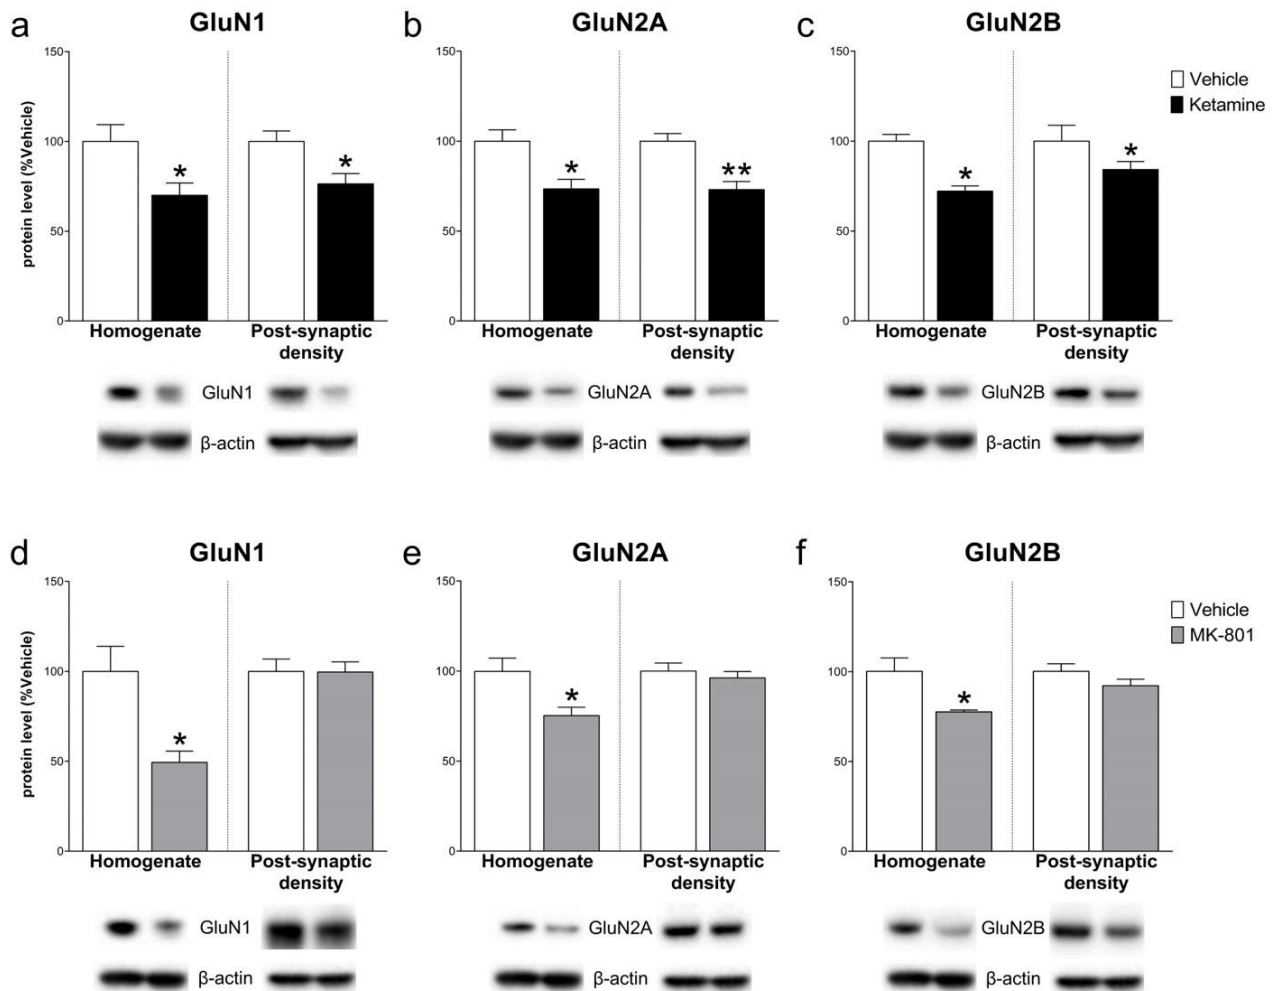 a GluN1
b GluN2A
c GluN2B
Vehicle
Ketamine
protein level (%Vehicle)
150
100
50
0
* *
Homogenate Post-synaptic density
GluN1
β-actin
150
100
50
0
* **
Homogenate Post-synaptic density
GluN2A
β-actin
150
100
50
0
* *
Homogenate Post-synaptic density
GluN2B
β-actin
d GluN1
e GluN2A
f GluN2B
Vehicle
MK-801
protein level (%Vehicle)
150
100
50
0
*
Homogenate Post-synaptic density
GluN1
β-actin
150
100
50
0
*
Homogenate Post-synaptic density
GluN2A
β-actin
150
100
50
0
*
Homogenate Post-synaptic density
GluN2B
β-actin